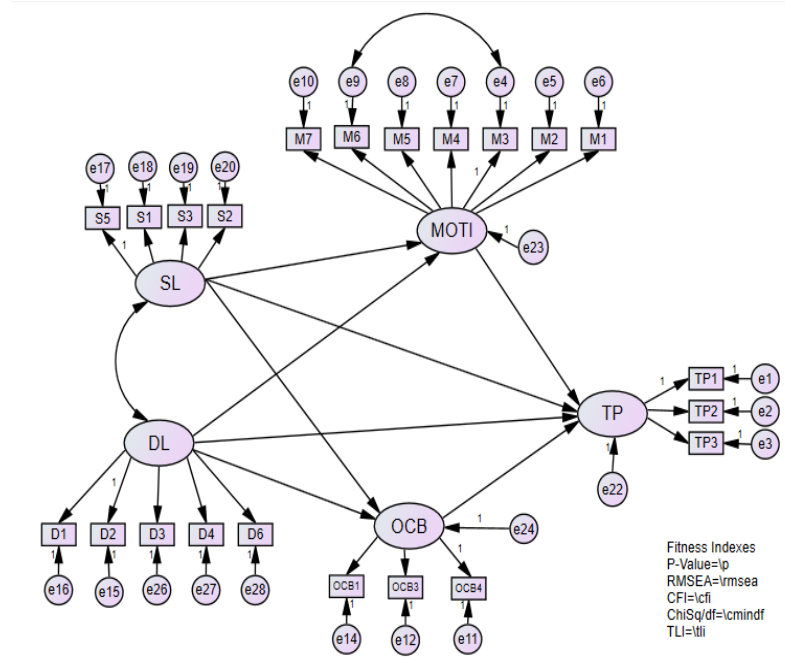 e10 e9 e8 e7 e4 e5 e6
1 1 1 1 1 1 1
M7 M6 M5 M4 M3 M2 M1
1
e17 e18 e19 e20
1 1 1 1
S5 S1 S3 S2
1
MOTI
1
e23
SL
TP1 1 e1
1
TP
TP2 1 e2
TP3 1 e3
1
e22
DL
1
D1 D2 D3 D4 D6
1 1 1 1 1
e16 e15 e26 e27 e28
OCB
1
e24
1
OCB1 OCB3 OCB4
1 1 1
e14 e12 e11
Fitness Indexes
P-Value=\p
RMSEA=\rmsea
CFI=\cfi
ChiSq/df=\cmindf
TLI=\tli